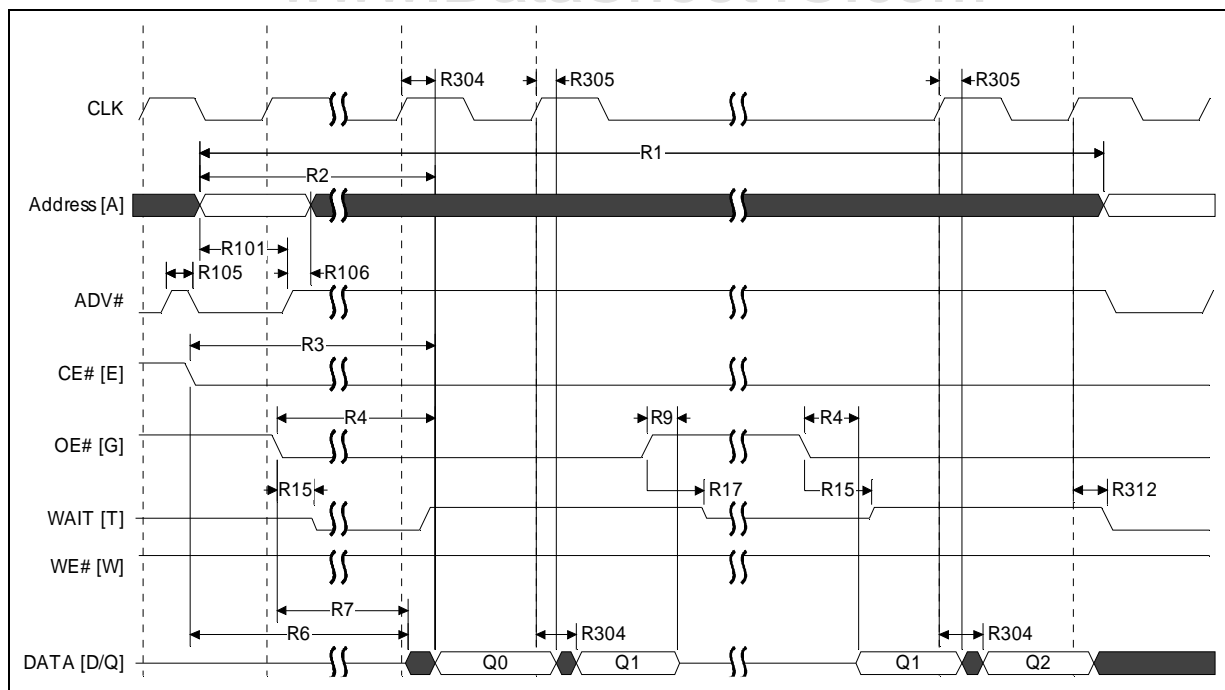 R304 R305 R305
CLK
R1
R2
Address [A]
R101
R105 R106
ADV#
R3
CE# [E]
R4 R9 R4
OE# [G]
R15 R17 R15 R312
WAIT [T]
WE# [W]
R7
R6 R304 R304
DATA [D/Q] Q0 Q1 Q1 Q2